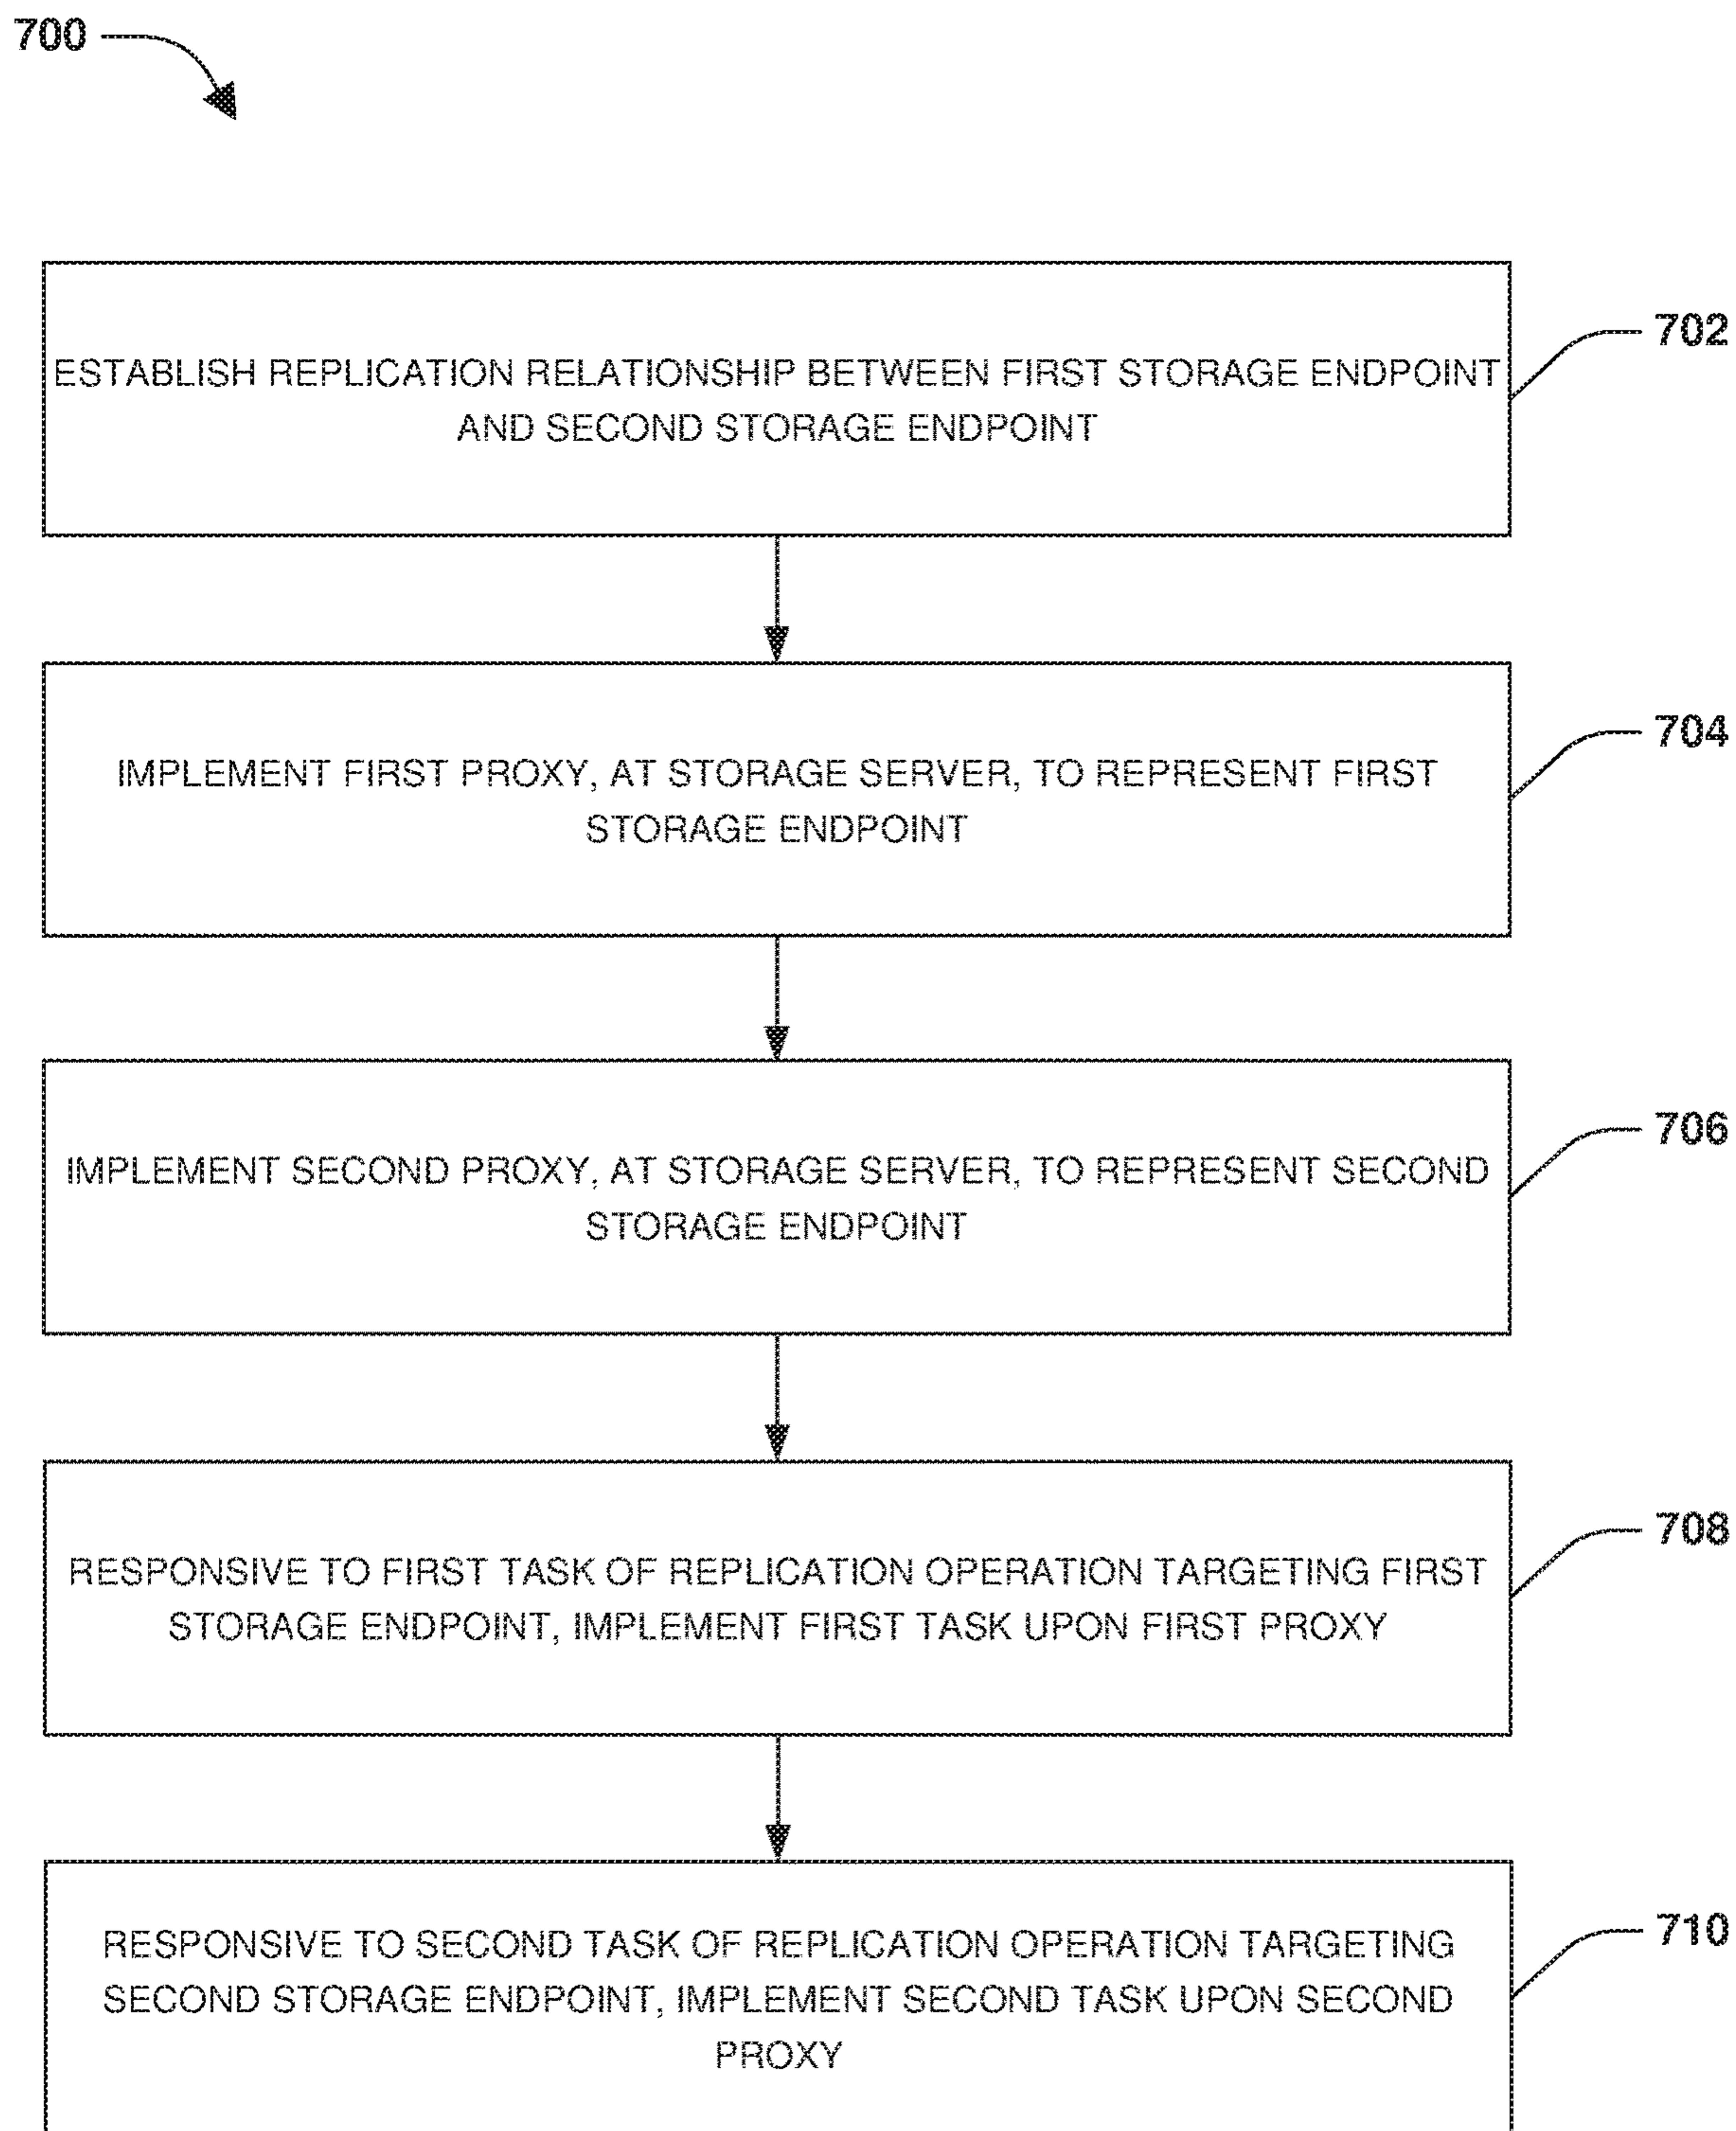 700
ESTABLISH REPLICATION RELATIONSHIP BETWEEN FIRST STORAGE ENDPOINT
AND SECOND STORAGE ENDPOINT
702
IMPLEMENT FIRST PROXY, AT STORAGE SERVER, TO REPRESENT FIRST
STORAGE ENDPOINT
704
IMPLEMENT SECOND PROXY, AT STORAGE SERVER, TO REPRESENT SECOND
STORAGE ENDPOINT
706
RESPONSIVE TO FIRST TASK OF REPLICATION OPERATION TARGETING FIRST
STORAGE ENDPOINT, IMPLEMENT FIRST TASK UPON FIRST PROXY
708
RESPONSIVE TO SECOND TASK OF REPLICATION OPERATION TARGETING
SECOND STORAGE ENDPOINT, IMPLEMENT SECOND TASK UPON SECOND
PROXY
710